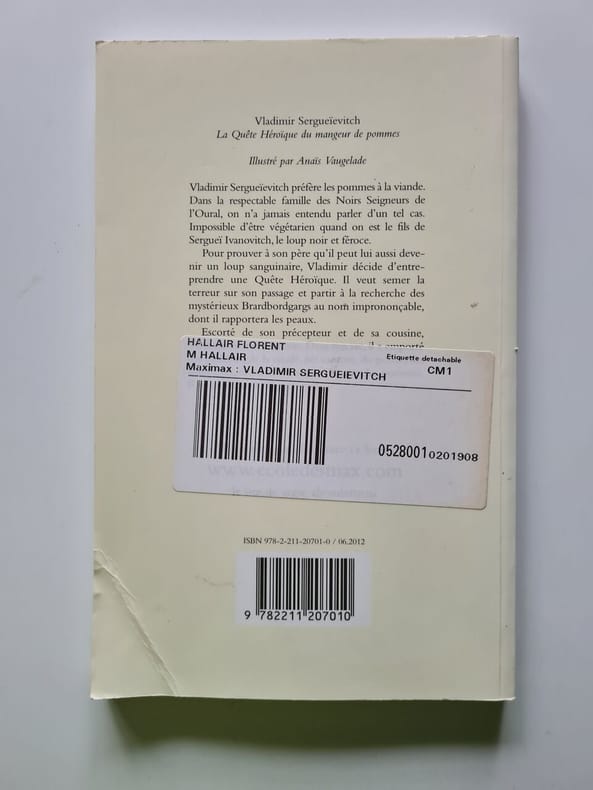 Vladimir Sergueïevitch
La Quête Héroïque du mangeur de pommes
Illustré par Anaïs Vaugelade
Vladimir Sergueïevitch préfère les pommes à la viande.
Dans la respectable famille des Noirs Seigneurs de
l'Oural, on n'a jamais entendu parler d'un tel cas.
Impossible d'être végétarien quand on est le fils de
Sergueï Ivanovitch, le loup noir et féroce.
Pour prouver à son père qu'il peut lui aussi deve-
nir un loup sanguinaire, Vladimir décide d'entre-
prendre une Quête Héroïque. Il veut semer la
terreur sur son passage et partir à la recherche des
mystérieux Brardbordgargs au nom imprononçable,
dont il rapportera les peaux.
Escorté de son précepteur et de sa cousine,
HALLAIR FLORENT
M HALLAIR
Etiquette detachable
Maximax : VLADIMIR SERGUEIEVITCH
CM1
0528001 0201908
www.ecoledesmax.com
ISBN 978-2-211-20701-0 / 06.2012
9 782211 207010